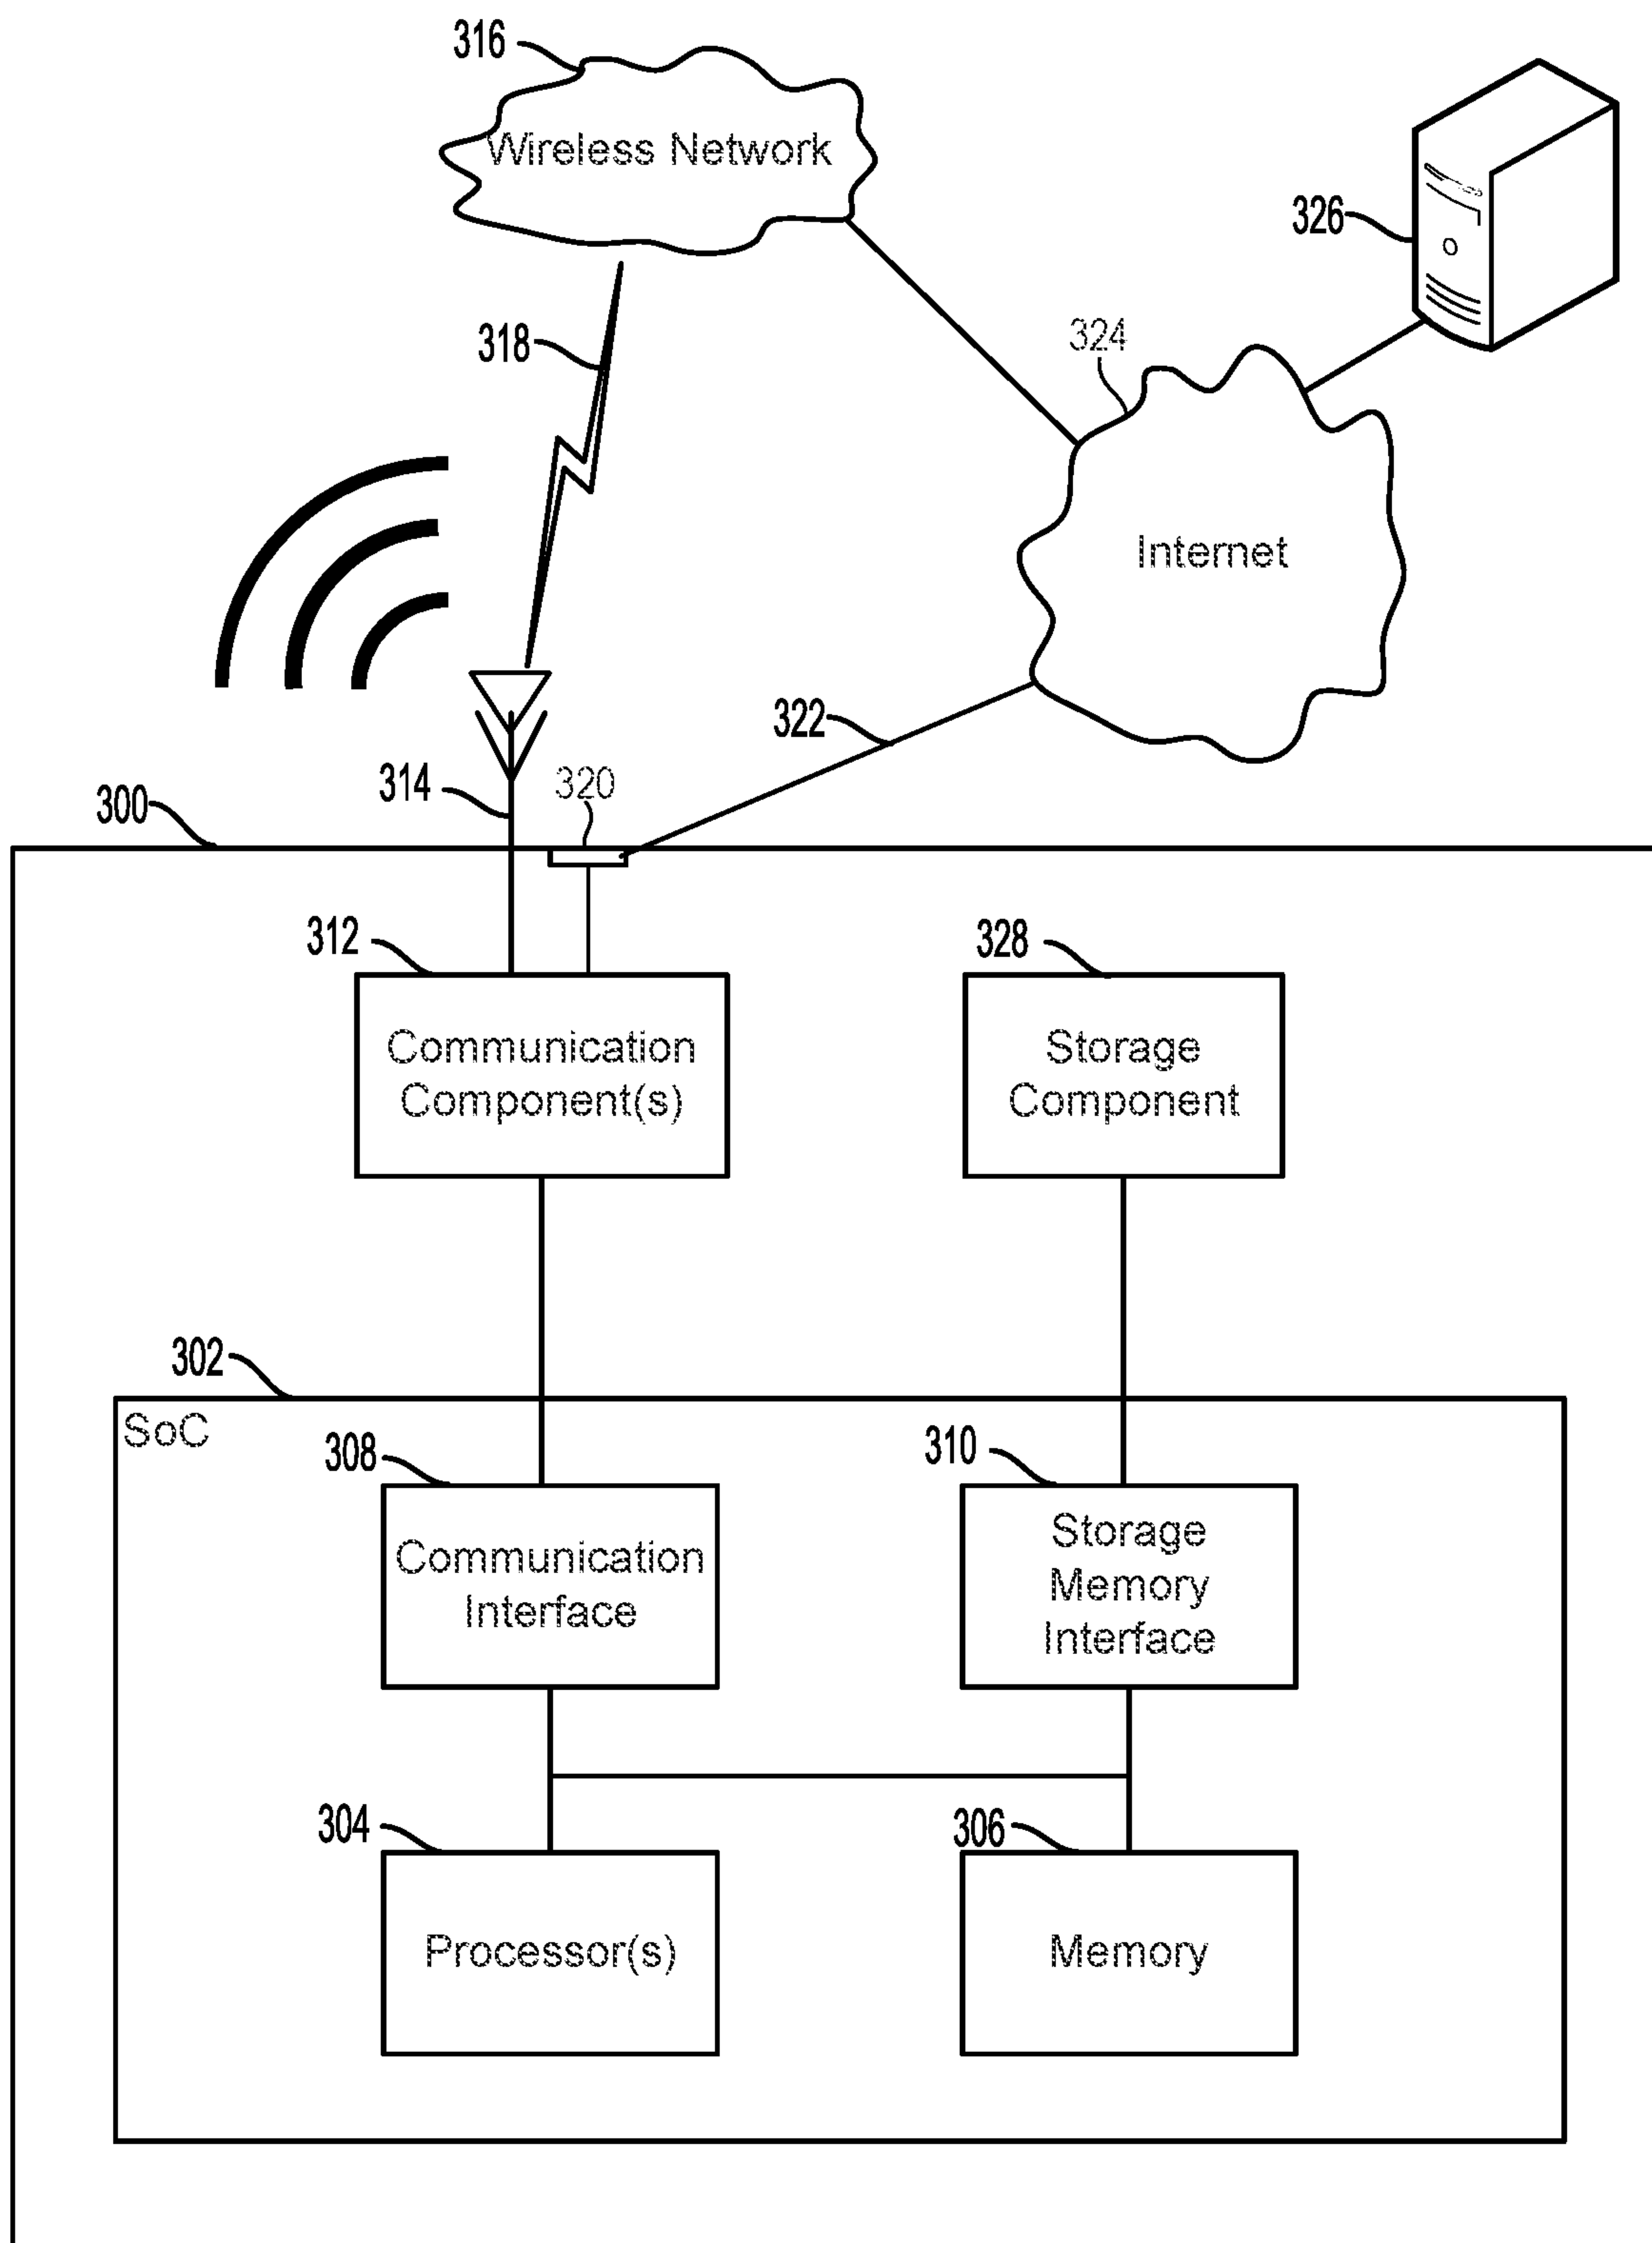 316
Wireless Network
326
318
324
Internet
322
314
320
300
312
328
Communication
Component(s)
Storage
Component
302
SoC
308
310
Communication
Interface
Storage
Memory
Interface
304
306
Processor(s)
Memory